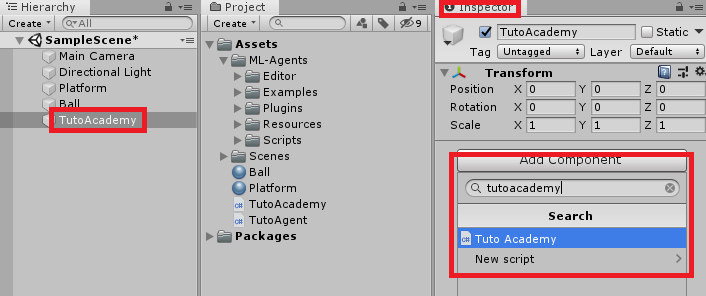 Hierarchy
Create
All
SampleScene*
Main Camera
Directional Light
Platform
Ball
TutoAcademy
Project
Create
9
Assets
ML-Agents
Editor
Examples
Plugins
Resources
Scripts
Scenes
Ball
Platform
TutoAcademy
TutoAgent
Packages
Inspector
TutoAcademy Static
Tag Untagged Layer Default
Transform
Position X 0 Y 0 Z 0
Rotation X 0 Y 0 Z 0
Scale X 1 Y 1 Z 1
Add Component
tutoacademy
Search
Tuto Academy
New script